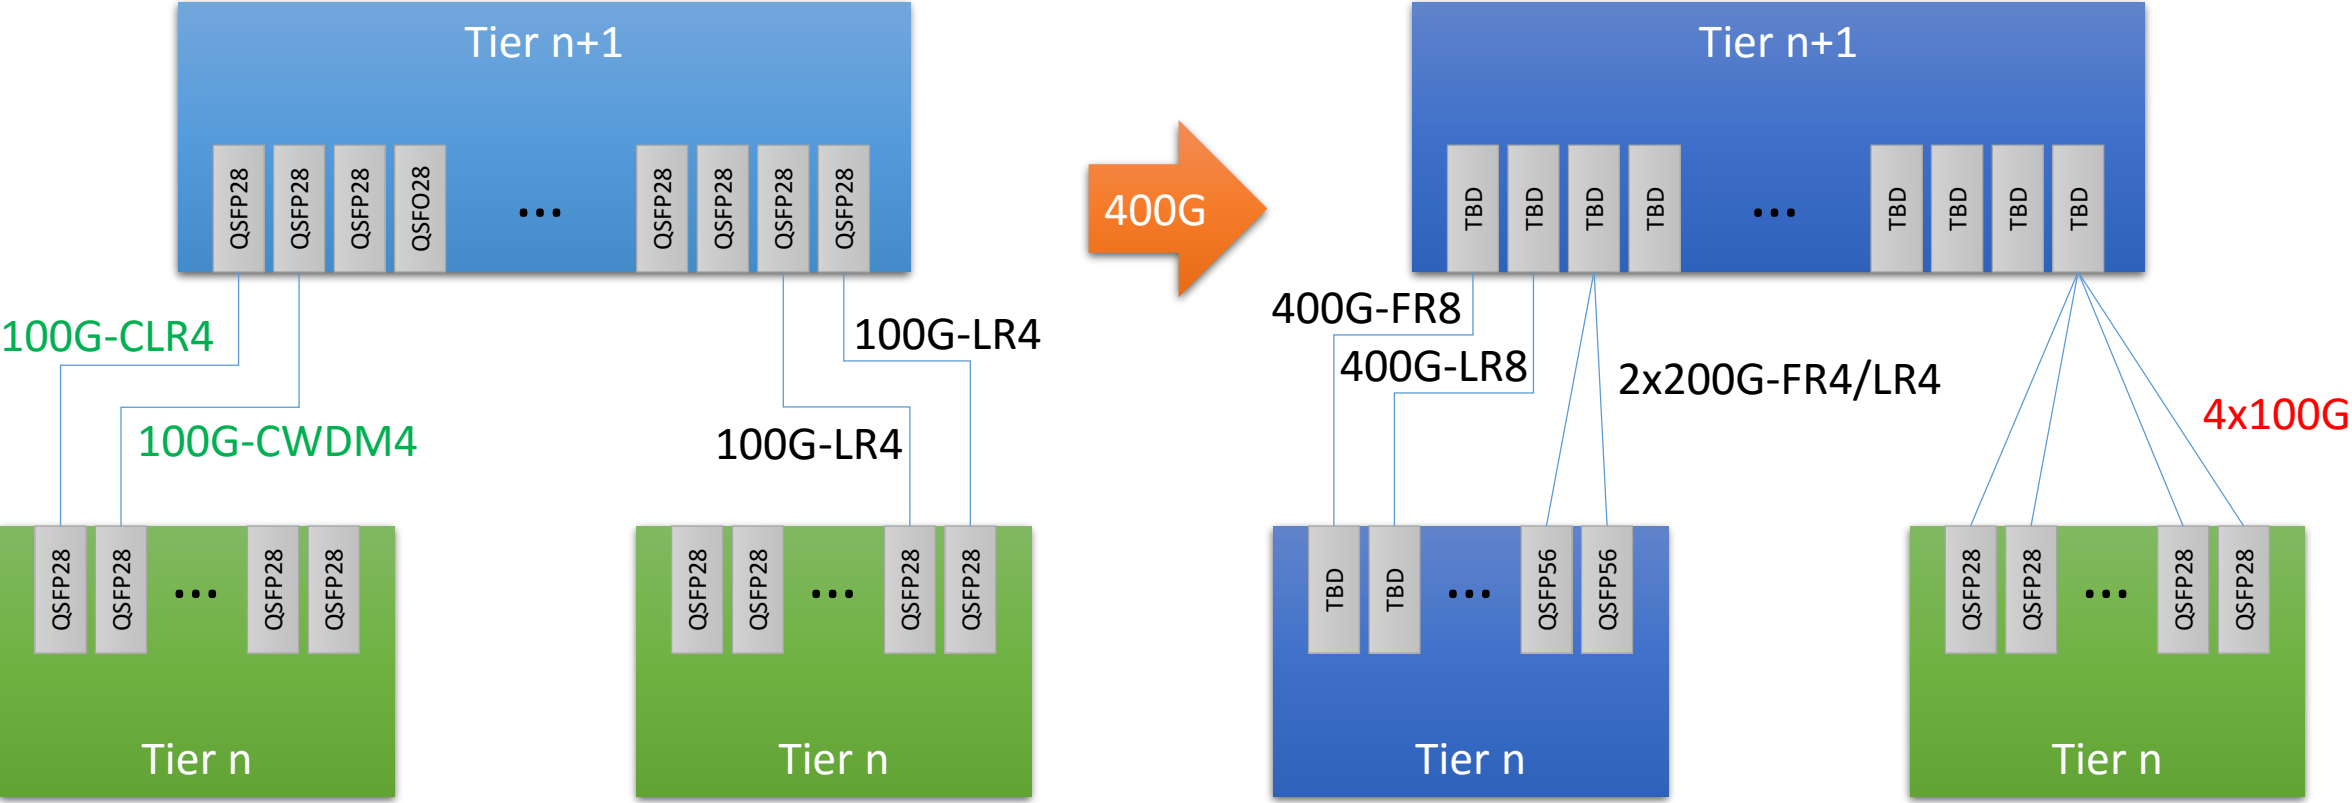 Tier n+1
QSFP28
QSFP28
QSFP28
QSFO28
...
QSFP28
QSFP28
QSFP28
QSFP28
100G-CLR4
100G-CWDM4
100G-LR4
100G-LR4
QSFP28
QSFP28
...
QSFP28
QSFP28
Tier n
QSFP28
QSFP28
...
QSFP28
QSFP28
Tier n
400G
Tier n+1
TBD
TBD
TBD
TBD
...
TBD
TBD
TBD
TBD
400G-FR8
400G-LR8
2x200G-FR4/LR4
4x100G
TBD
TBD
...
QSFP56
QSFP56
Tier n
QSFP28
QSFP28
...
QSFP28
QSFP28
Tier n